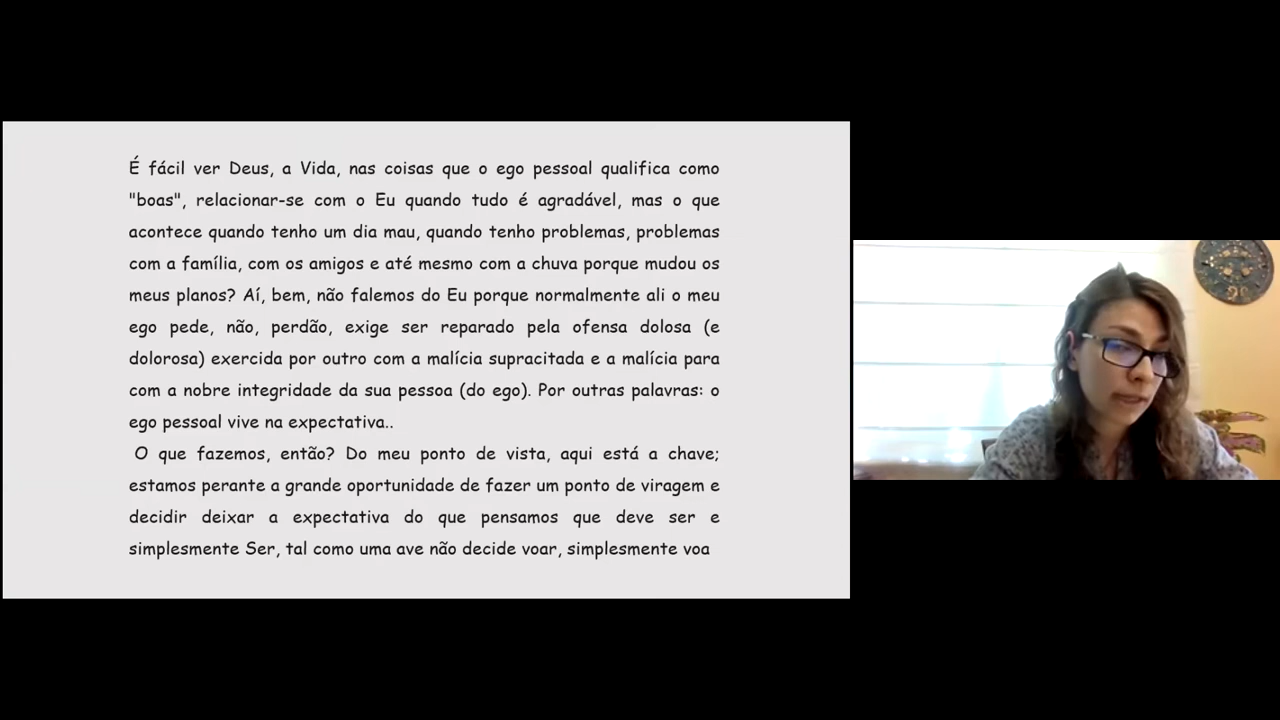 É fácil ver Deus, a Vida, nas coisas que o ego pessoal qualifica como
"boas", relacionar-se com o Eu quando tudo é agradável, mas o que
acontece quando tenho um dia mau, quando tenho problemas, problemas
com a família, com os amigos e até mesmo com a chuva porque mudou os
meus planos? Aí, bem, não falemos do Eu porque normalmente ali o meu
ego pede, não, perdão, exige ser reparado pela ofensa dolosa (e
dolorosa) exercida por outro com a malícia supracitada e a malícia para
com a nobre integridade da sua pessoa (do ego). Por outras palavras: o
ego pessoal vive na expectativa..
O que fazemos, então? Do meu ponto de vista, aqui está a chave;
estamos perante a grande oportunidade de fazer um ponto de viragem e
decidir deixar a expectativa do que pensamos que deve ser e
simplesmente Ser, tal como uma ave não decide voar, simplesmente voa